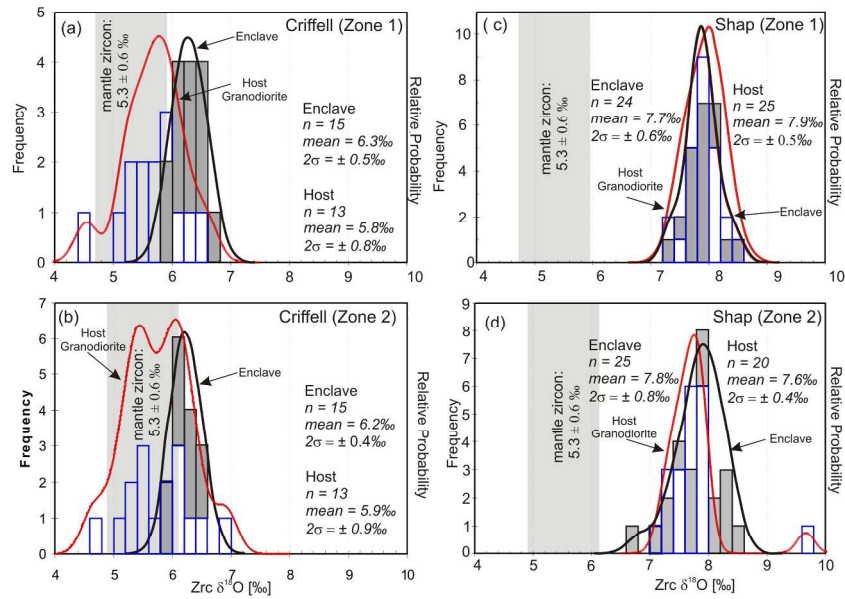 (a)
Criffell (Zone 1)
mantle zircon:
5.3 ± 0.6 ‰
Enclave
Host
Granodiorite
Enclave
n = 15
mean = 6.3‰
2σ = ± 0.5‰
Host
n = 13
mean = 5.8‰
2σ = ± 0.8‰
Frequency
Relative Probability
5
4
3
2
1
0
4 5 6 7 8 9 10
( c)
Shap (Zone 1)
mantle zircon:
5.3 ± 0.6 ‰
Enclave
n = 24
mean = 7.7‰
2σ = ± 0.6‰
Host
n = 25
mean = 7.9‰
2σ = ± 0.5‰
Host
Granodiorite
Enclave
Frequency
Relative Probability
10
8
6
4
2
0
4 5 6 7 8 9 10
(b)
Criffell (Zone 2)
Host
Granodiorite
mantle zircon:
5.3 ± 0.6 ‰
Enclave
Enclave
n = 15
mean = 6.2‰
2σ = ± 0.4‰
Host
n = 13
mean = 5.9‰
2σ = ± 0.9‰
Frequency
Relative Probability
7
6
5
4
3
2
1
0
4 5 6 7 8 9 10
Zrc δ¹⁸O [‰]
(d)
Shap (Zone 2)
mantle zircon:
5.3 ± 0.6 ‰
Enclave
n = 25
mean = 7.8‰
2σ = ± 0.8‰
Host
n = 20
mean = 7.6‰
2σ = ± 0.4‰
Host
Granodiorite
Enclave
Frequency
Relative Probability
9
8
7
6
5
4
3
2
1
0
4 5 6 7 8 9 10
Zrc δ¹⁸O [‰]